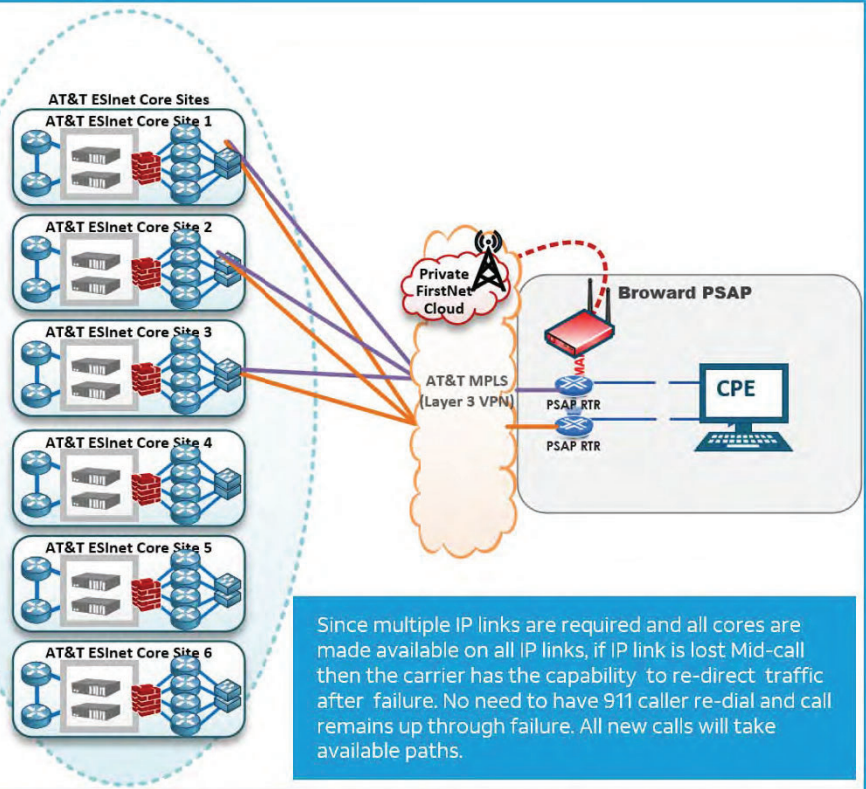 AT&T ESInet Core Sites
AT&T ESInet Core Site 1
AT&T ESInet Core Site 2
AT&T ESInet Core Site 3
AT&T ESInet Core Site 4
AT&T ESInet Core Site 5
AT&T ESInet Core Site 6
Private
FirstNet
Cloud
AT&T MPLS
(Layer 3 VPN)
Broward PSAP
PSAP RTR
PSAP RTR
CPE
Since multiple IP links are required and all cores are
made available on all IP links, if IP link is lost Mid-call
then the carrier has the capability to re-direct traffic
after failure. No need to have 911 caller re-dial and call
remains up through failure. All new calls will take
available paths.